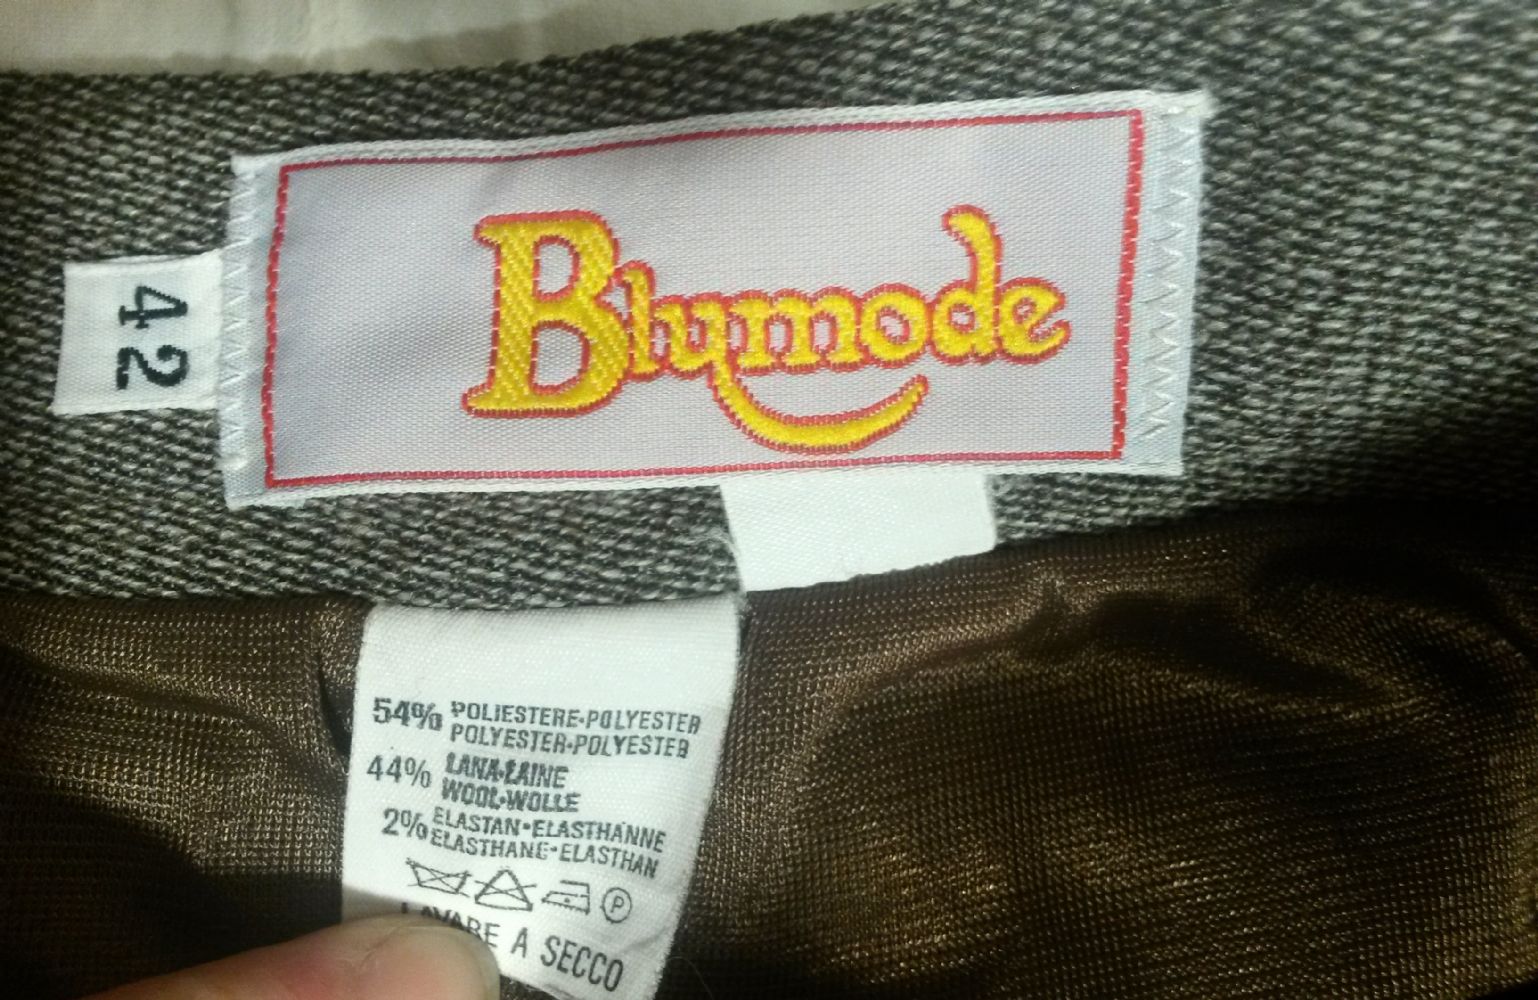 Blumode
42
54% POLIESTERE-POLYESTER
POLYESTER-POLYESTER
44% LANA-LAINE
WOOL-WOLLE
2% ELASTAN-ELASTHANNE
ELASTHANE-ELASTHAN
P
LAVARE A SECCO